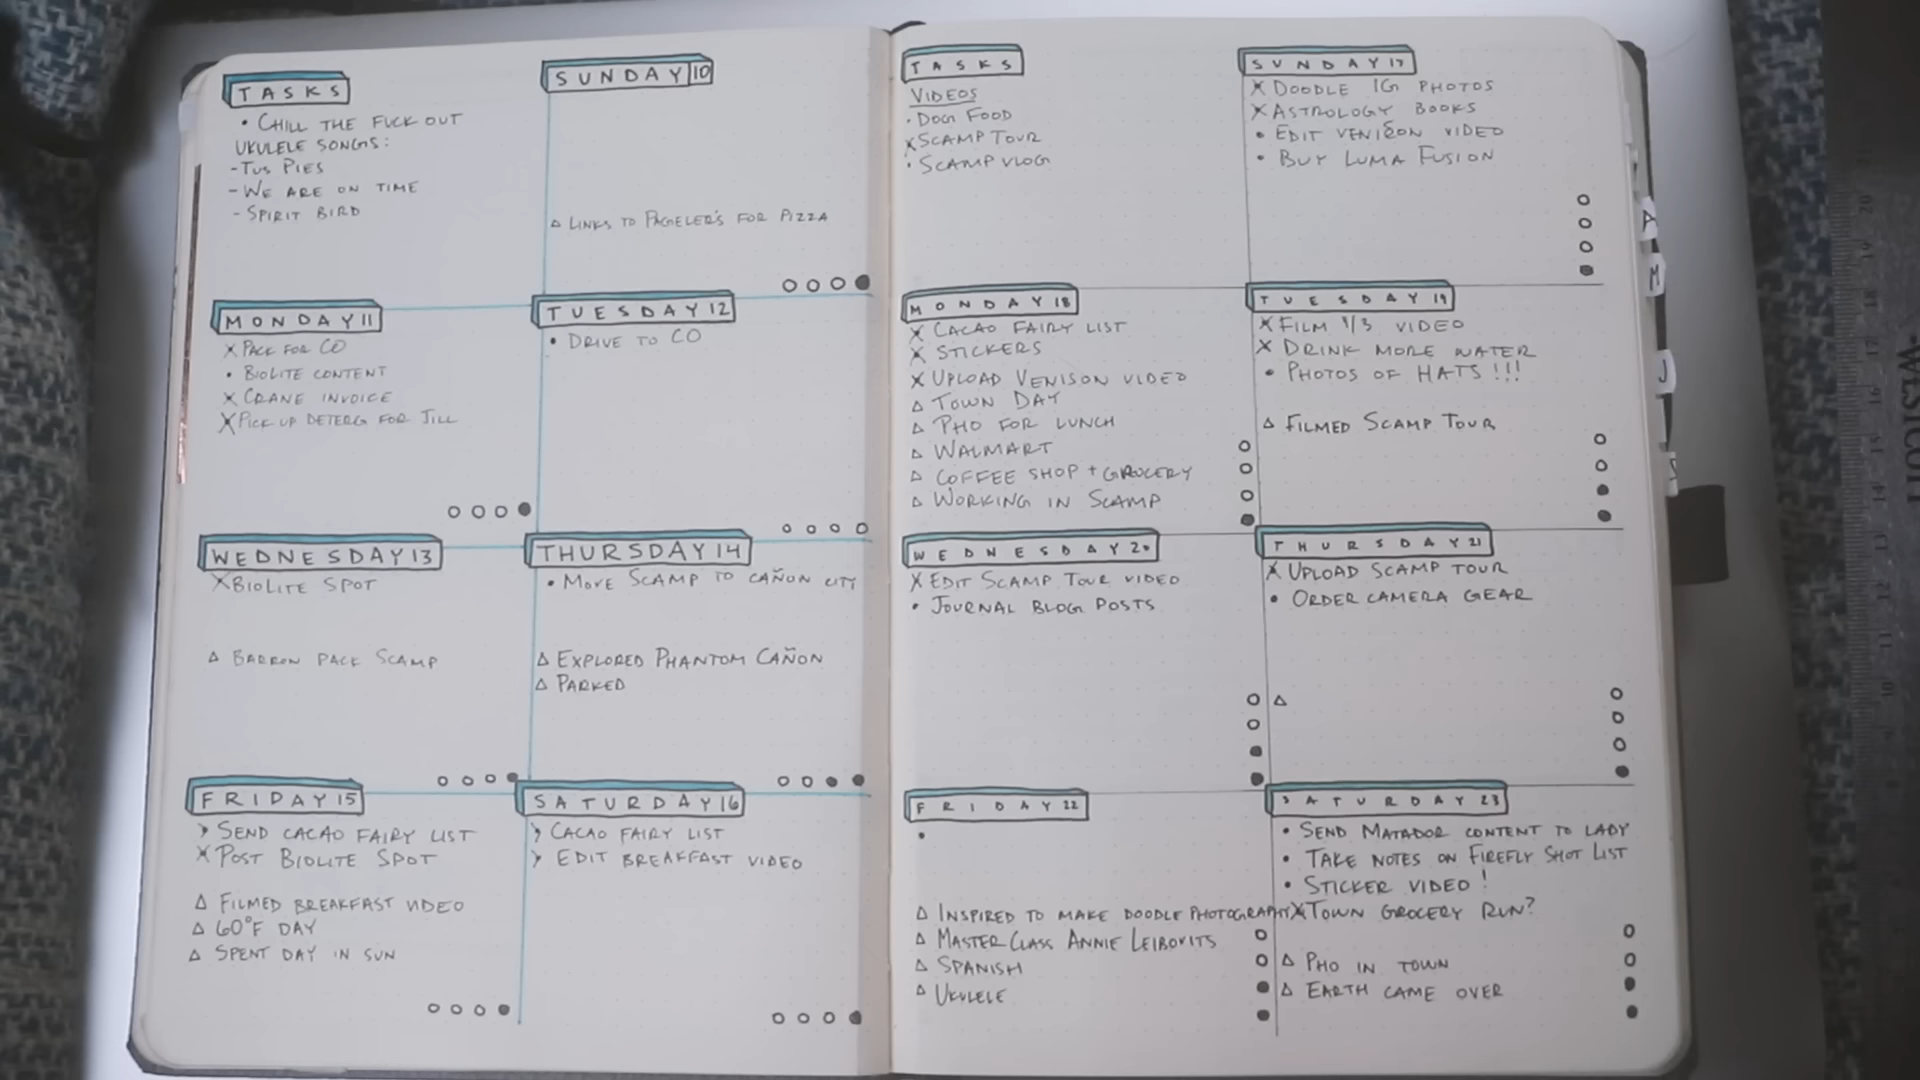 TASKS
• CHILL THE FUCK OUT
UKULELE SONGS:
- TUS PIES
- WE ARE ON TIME
- SPIRIT BIRD
SUNDAY 10
△ LINKS TO PAGELER'S FOR PIZZA
MONDAY 11
X PACK FOR CO
• BIOLITE CONTENT
X CRANE INVOICE
X PICK UP DETERG FOR JILL
TUESDAY 12
• DRIVE TO CO
WEDNESDAY 13
X BIOLITE SPOT
△ BARRON PACK SCAMP
THURSDAY 14
• MOVE SCAMP TO CAÑON CITY
△ EXPLORED PHANTOM CAÑON
△ PARKED
FRIDAY 15
> SEND CACAO FAIRY LIST
X POST BIOLITE SPOT
△ FILMED BREAKFAST VIDEO
△ 60°F DAY
△ SPENT DAY IN SUN
SATURDAY 16
> CACAO FAIRY LIST
> EDIT BREAKFAST VIDEO
TASKS
VIDEOS
• DOG FOOD
X SCAMP TOUR
• SCAMP VLOG
SUNDAY 17
X DOODLE IG PHOTOS
X ASTROLOGY BOOKS
• EDIT VENISON VIDEO
• BUY LUMA FUSION
MONDAY 18
X CACAO FAIRY LIST
X STICKERS
X UPLOAD VENISON VIDEO
△ TOWN DAY
△ PHO FOR LUNCH
△ WALMART
△ COFFEE SHOP + GROCERY
△ WORKING IN SCAMP
TUESDAY 19
X FILM 1/3 VIDEO
X DRINK MORE WATER
• PHOTOS OF HATS!!!
△ FILMED SCAMP TOUR
WEDNESDAY 20
X EDIT SCAMP TOUR VIDEO
• JOURNAL BLOG POSTS
THURSDAY 21
X UPLOAD SCAMP TOUR
• ORDER CAMERA GEAR
△
FRIDAY 22
•
△ INSPIRED TO MAKE DOODLE PHOTOGRAPHY
△ MASTER CLASS ANNIE LEIBOVITS
△ SPANISH
△ UKULELE
SATURDAY 23
• SEND MATADOR CONTENT TO LADY
• TAKE NOTES ON FIREFLY SHOT LIST
• STICKER VIDEO!
X TOWN GROCERY RUN?
△ PHO IN TOWN
△ EARTH CAME OVER
A
M
J
WESTCOTT